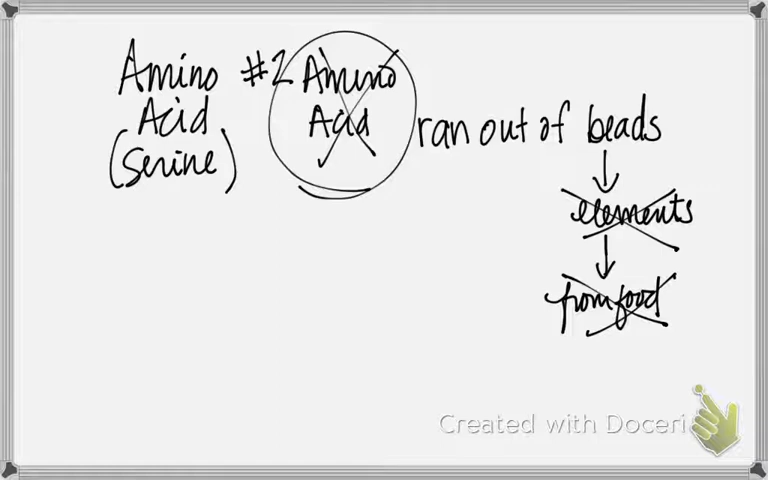 Amino
Acid
(Serine)
#2 Amino
Acid
ran out of beads
elements
from food
Created with Doceri